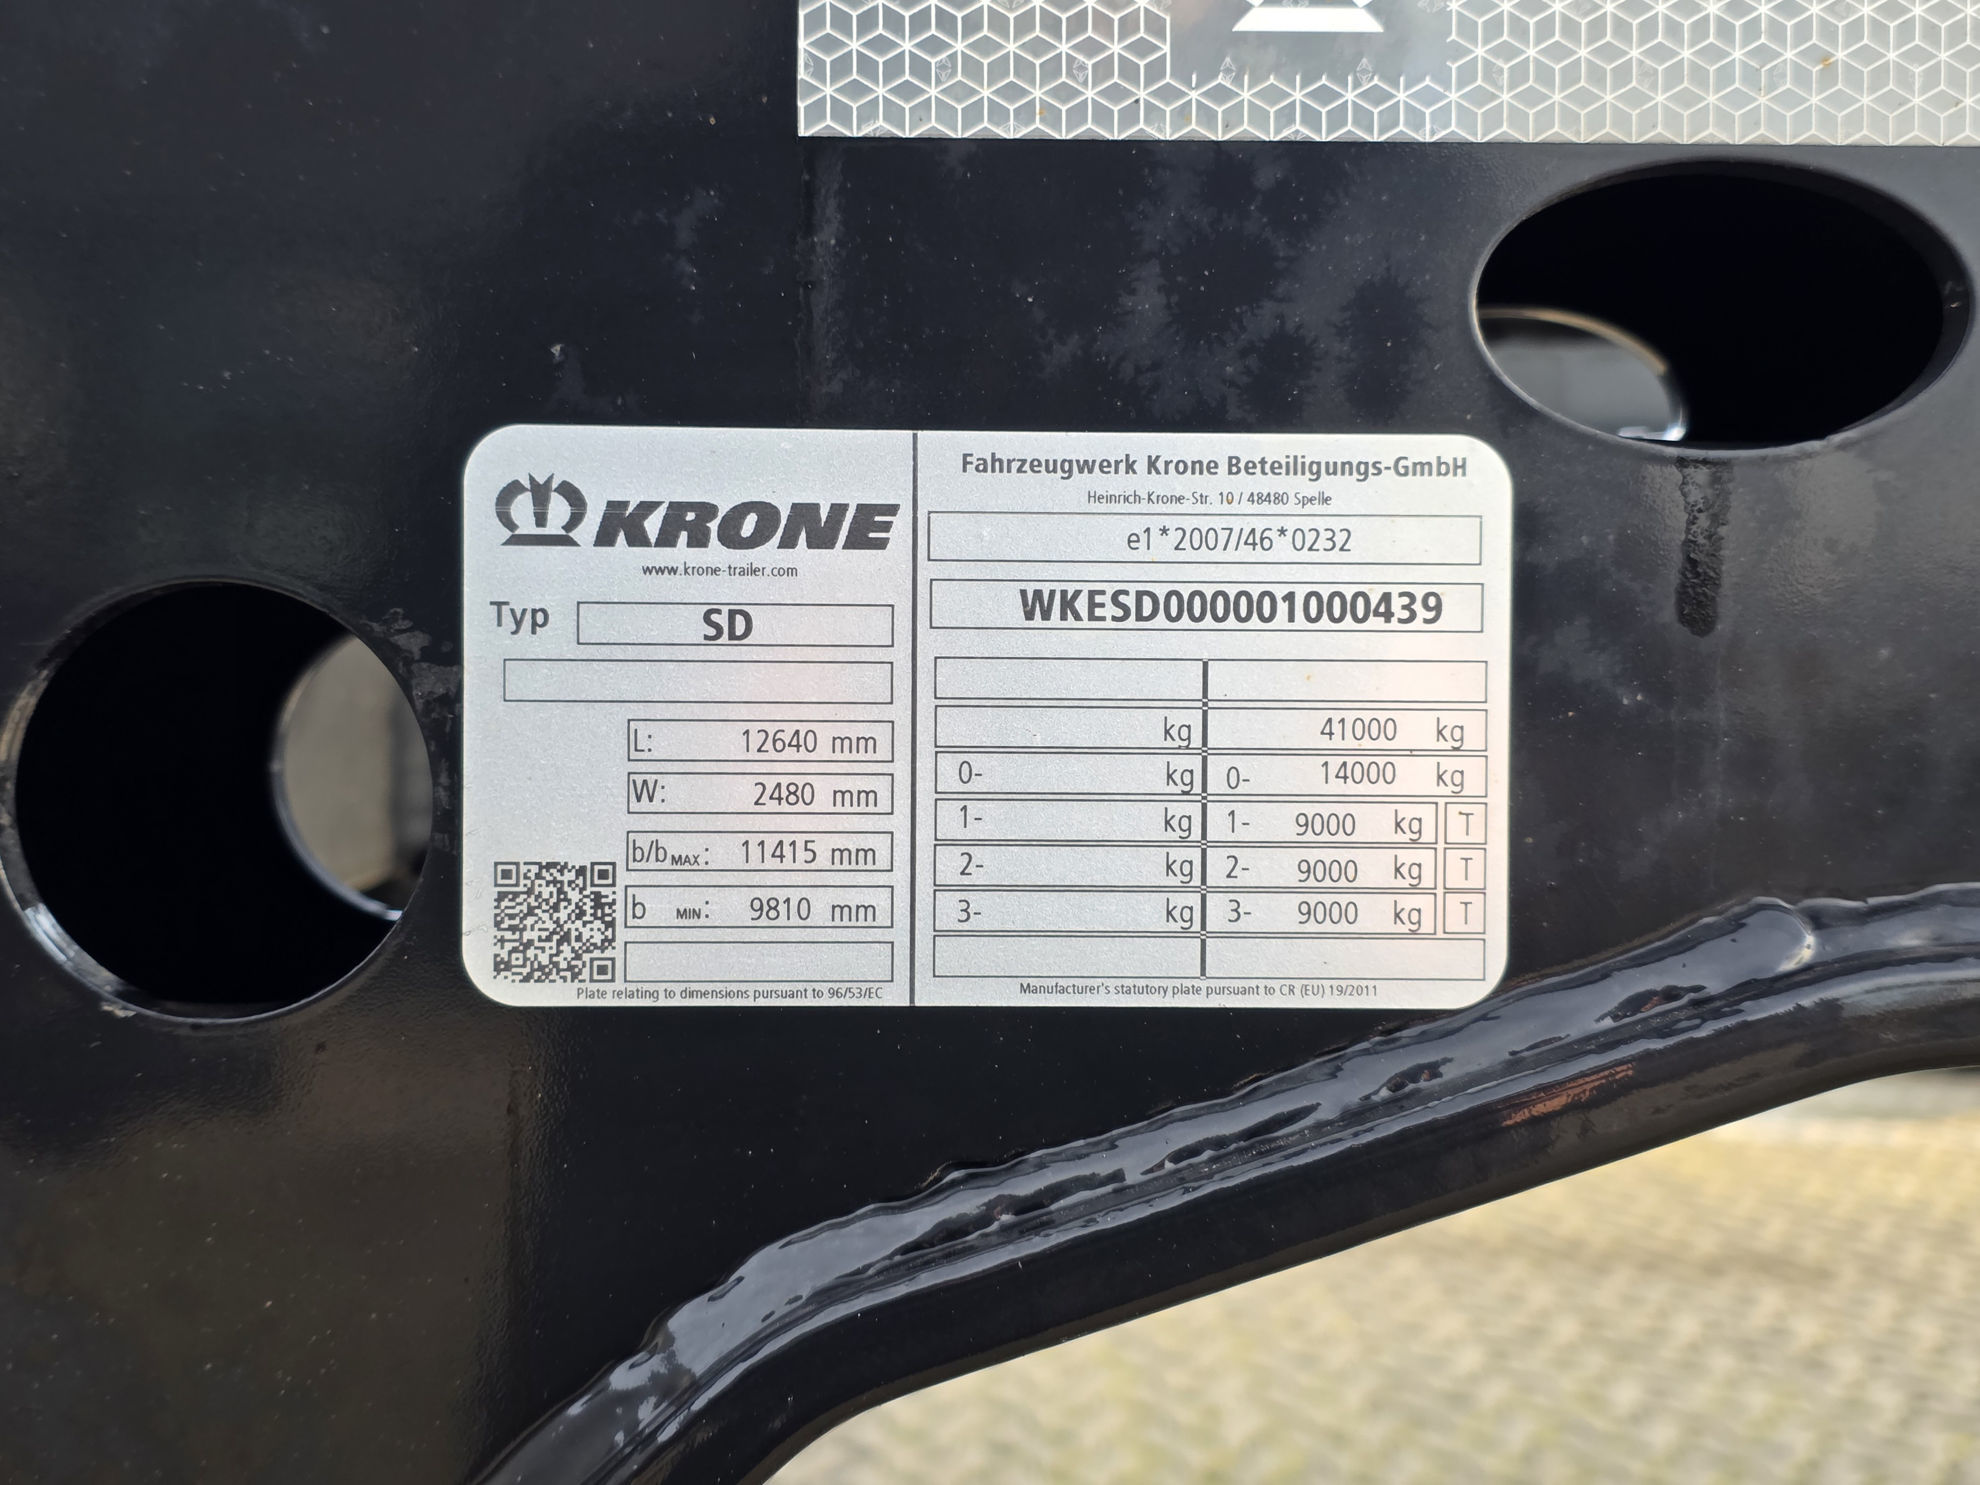 KRONE
www.krone-trailer.com
Typ SD
L: 12640 mm
W: 2480 mm
b/b MAX: 11415 mm
b MIN: 9810 mm
Plate relating to dimensions pursuant to 96/53/EC
Fahrzeugwerk Krone Beteiligungs-GmbH
Heinrich-Krone-Str. 10 / 48480 Spelle
e1*2007/46*0232
WKESD000001000439
kg 41000 kg
0- kg 0- 14000 kg
1- kg 1- 9000 kg T
2- kg 2- 9000 kg T
3- kg 3- 9000 kg T
Manufacturer's statutory plate pursuant to CR (EU) 19/2011